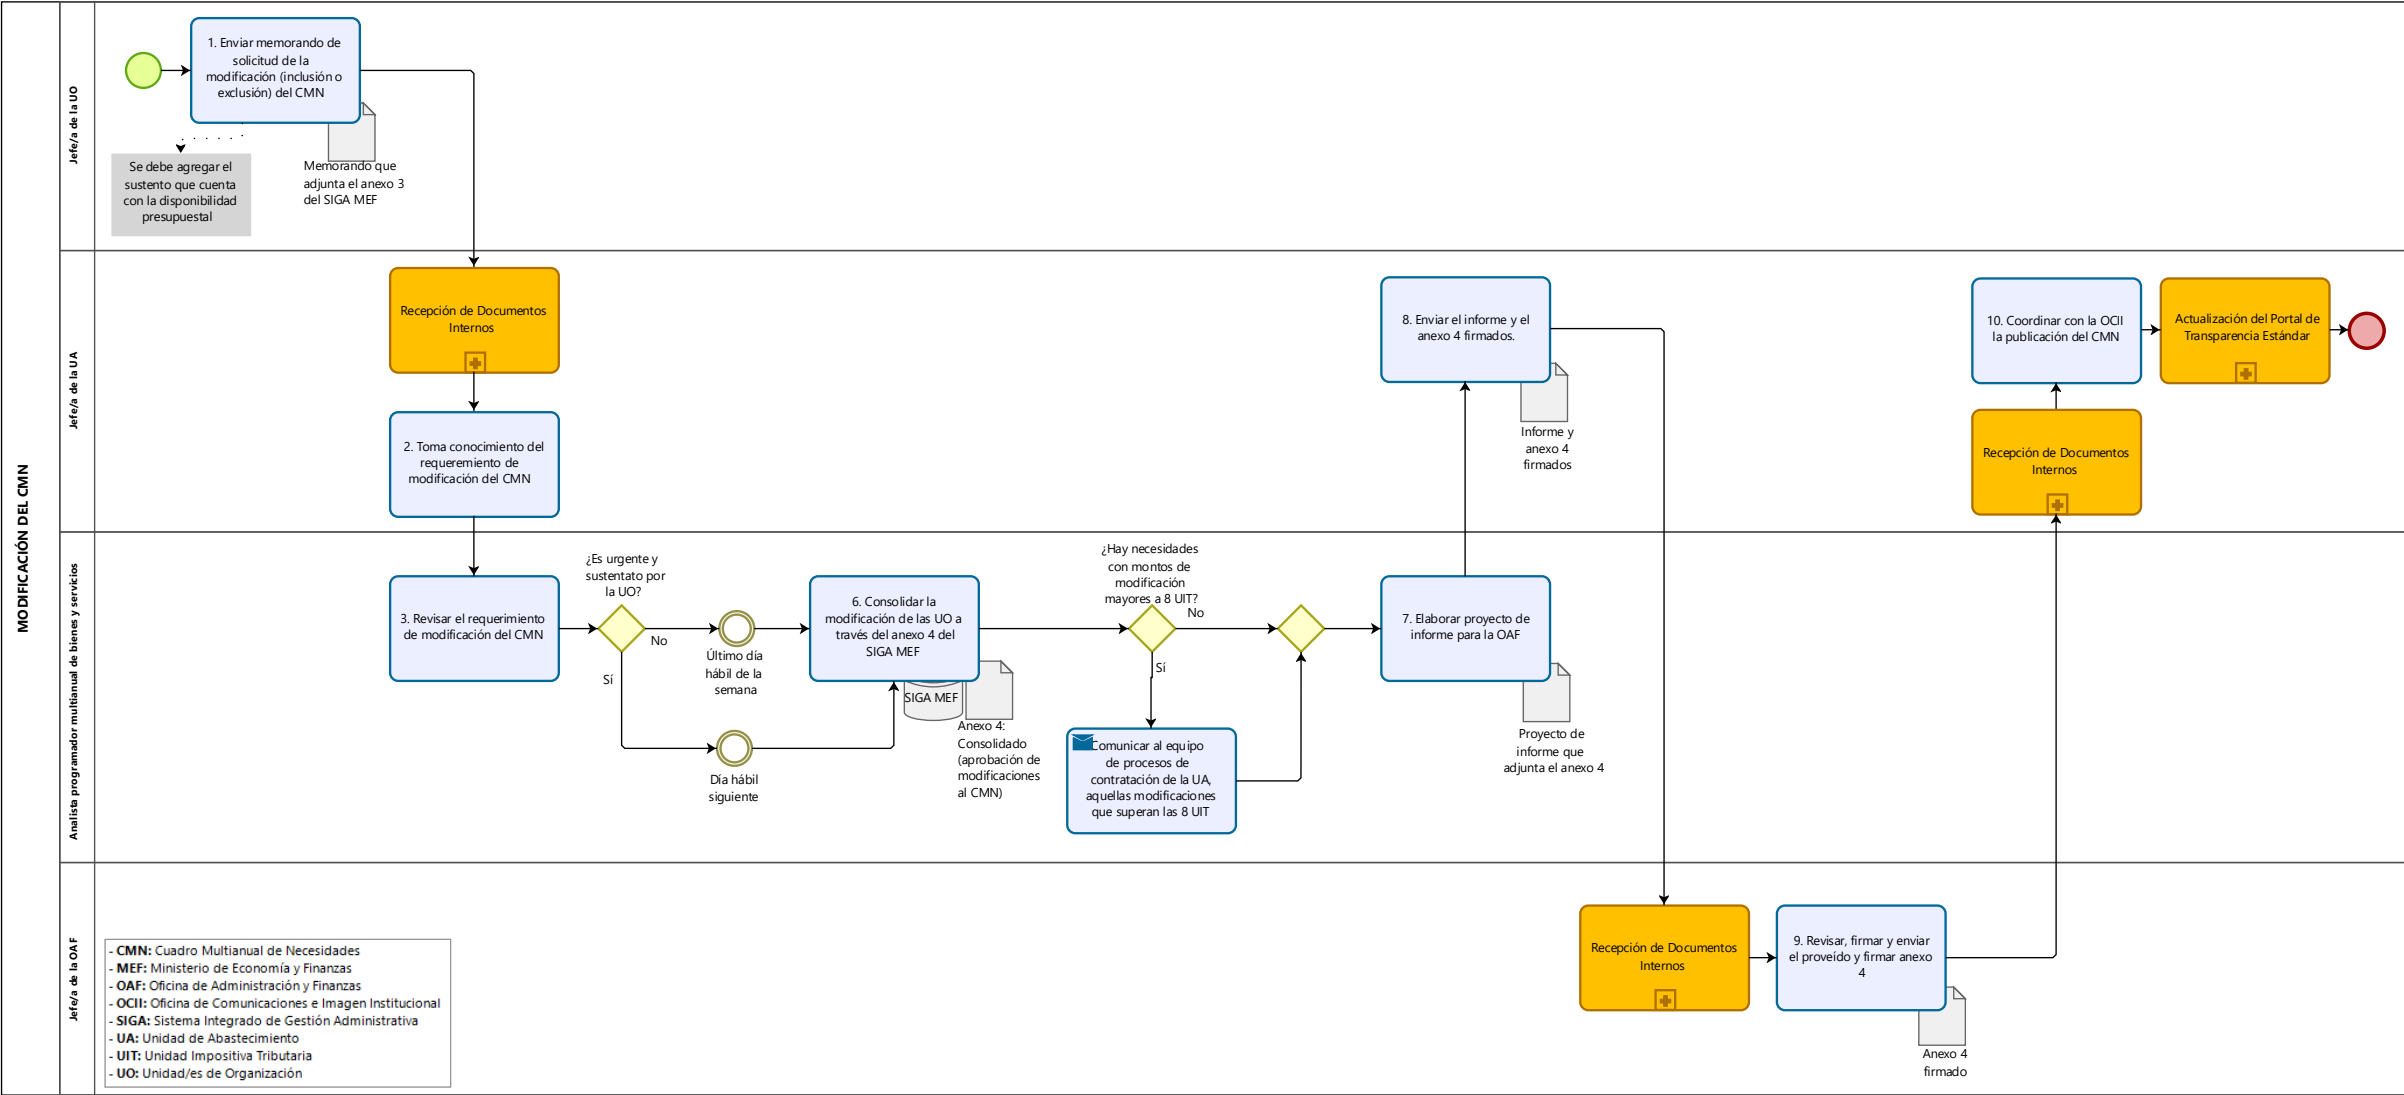 MODIFICACIÓN DEL CMN
Jefe/a de la UO
1. Enviar memorando de
solicitud de la
modificación (inclusión o
exclusión) del CMN
Se debe agregar el
sustento que cuenta
con la disponibilidad
presupuestal
Memorando que
adjunta el anexo 3
del SIGA MEF
Jefe/a de la UA
Recepción de Documentos
Internos
2. Toma conocimiento del
requeremiento de
modificación del CMN
8. Enviar el informe y el
anexo 4 firmados.
Informe y
anexo 4
firmados
10. Coordinar con la OCII
la publicación del CMN
Actualización del Portal de
Transparencia Estándar
Recepción de Documentos
Internos
Analista programador multianual de bienes y servicios
3. Revisar el requerimiento
de modificación del CMN
¿Es urgente y
sustentato por
la UO?
No
Sí
Último día
hábil de la
semana
Día hábil
siguiente
6. Consolidar la
modificación de las UO a
través del anexo 4 del
SIGA MEF
SIGA MEF
Anexo 4:
Consolidado
(aprobación de
modificaciones
al CMN)
¿Hay necesidades
con montos de
modificación
mayores a 8 UIT?
No
Sí
Comunicar al equipo
de procesos de
contratación de la UA,
aquellas modificaciones
que superan las 8 UIT
7. Elaborar proyecto de
informe para la OAF
Proyecto de
informe que
adjunta el anexo 4
Jefe/a de la OAF
- CMN: Cuadro Multianual de Necesidades
- MEF: Ministerio de Economía y Finanzas
- OAF: Oficina de Administración y Finanzas
- OCII: Oficina de Comunicaciones e Imagen Institucional
- SIGA: Sistema Integrado de Gestión Administrativa
- UA: Unidad de Abastecimiento
- UIT: Unidad Impositiva Tributaria
- UO: Unidad/es de Organización
Recepción de Documentos
Internos
9. Revisar, firmar y enviar
el proveído y firmar anexo
4
Anexo 4
firmado